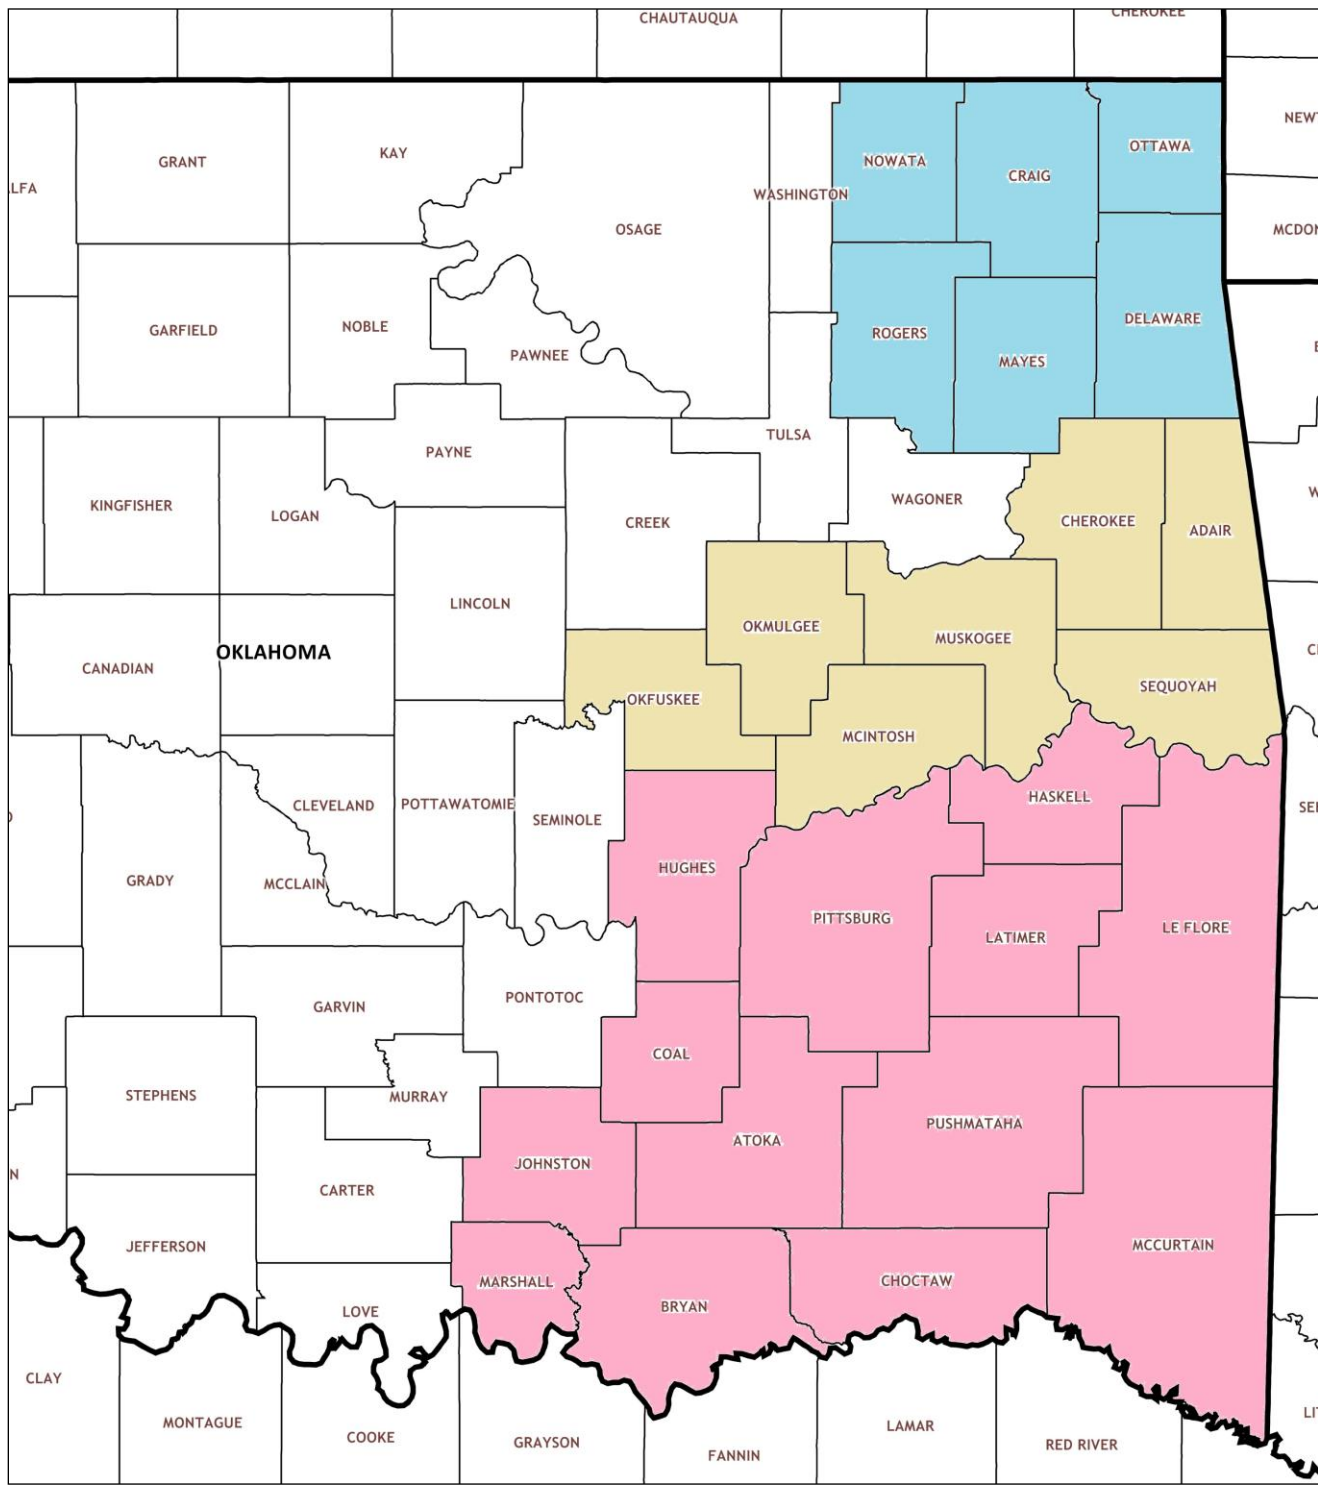 CHAUTAUQUA
CHEROKEE
NEWT
OTTAWA
KAY
GRANT
NOWATA
CRAIG
LFA
WASHINGTON
OSAGE
MCDON
DELAWARE
GARFIELD
NOBLE
ROGERS
PAWNEE
MAYES
TULSA
PAYNE
WAGONER
KINGFISHER
LOGAN
CREEK
CHEROKEE
ADAIR
LINCOLN
OKMULGEE
MUSKOGEE
OKLAHOMA
CANADIAN
SEQUOYAH
OKFUSKEE
MCINTOSH
HASKELL
CLEVELAND
POTTAWATOMIE
SEMINOLE
SEI
HUGHES
GRADY
MCCLAIN
PITTSBURG
LE FLORE
LATIMER
PONTOTOC
GARVIN
COAL
STEPHENS
MURRAY
PUSHMATAHA
ATOKA
JOHNSTON
N
CARTER
JEFFERSON
MCCURTAIN
MARSHALL
CHOCTAW
BRYAN
LOVE
CLAY
LIT
MONTAGUE
LAMAR
COOKE
GRAYSON
RED RIVER
FANNIN